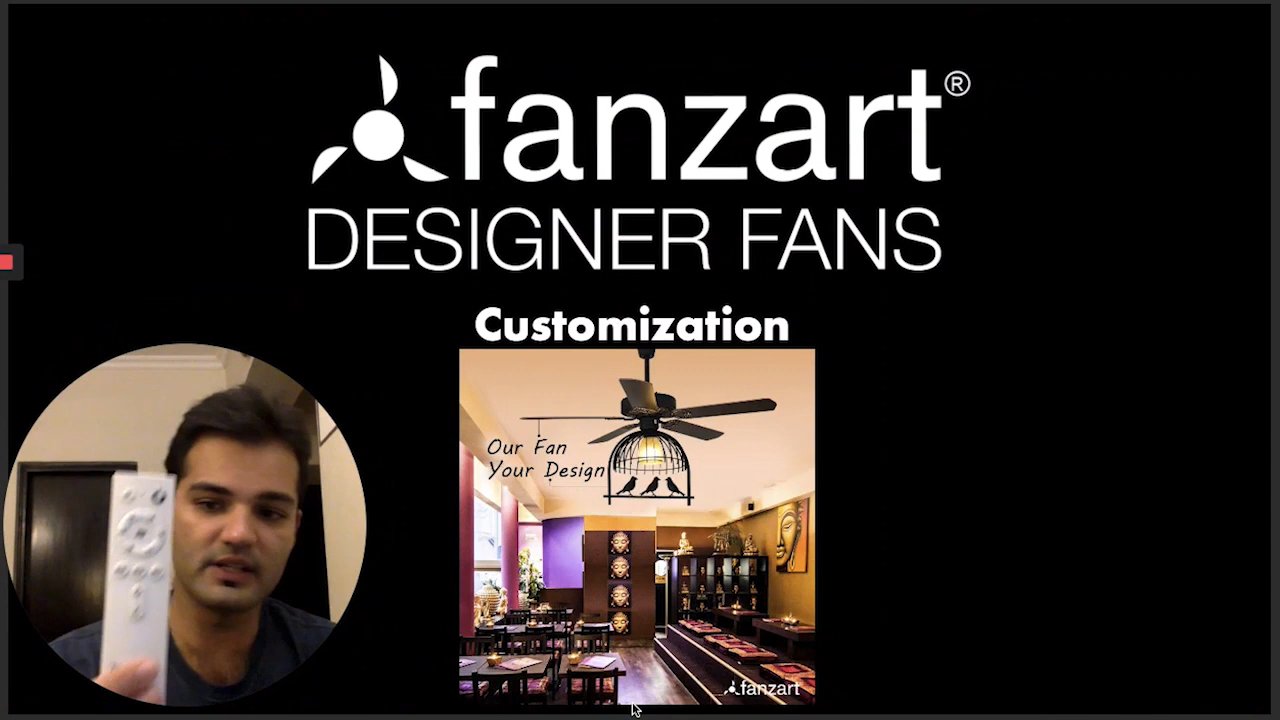 fanzart®
DESIGNER FANS
Customization
Our Fan
Your Design
fanzart